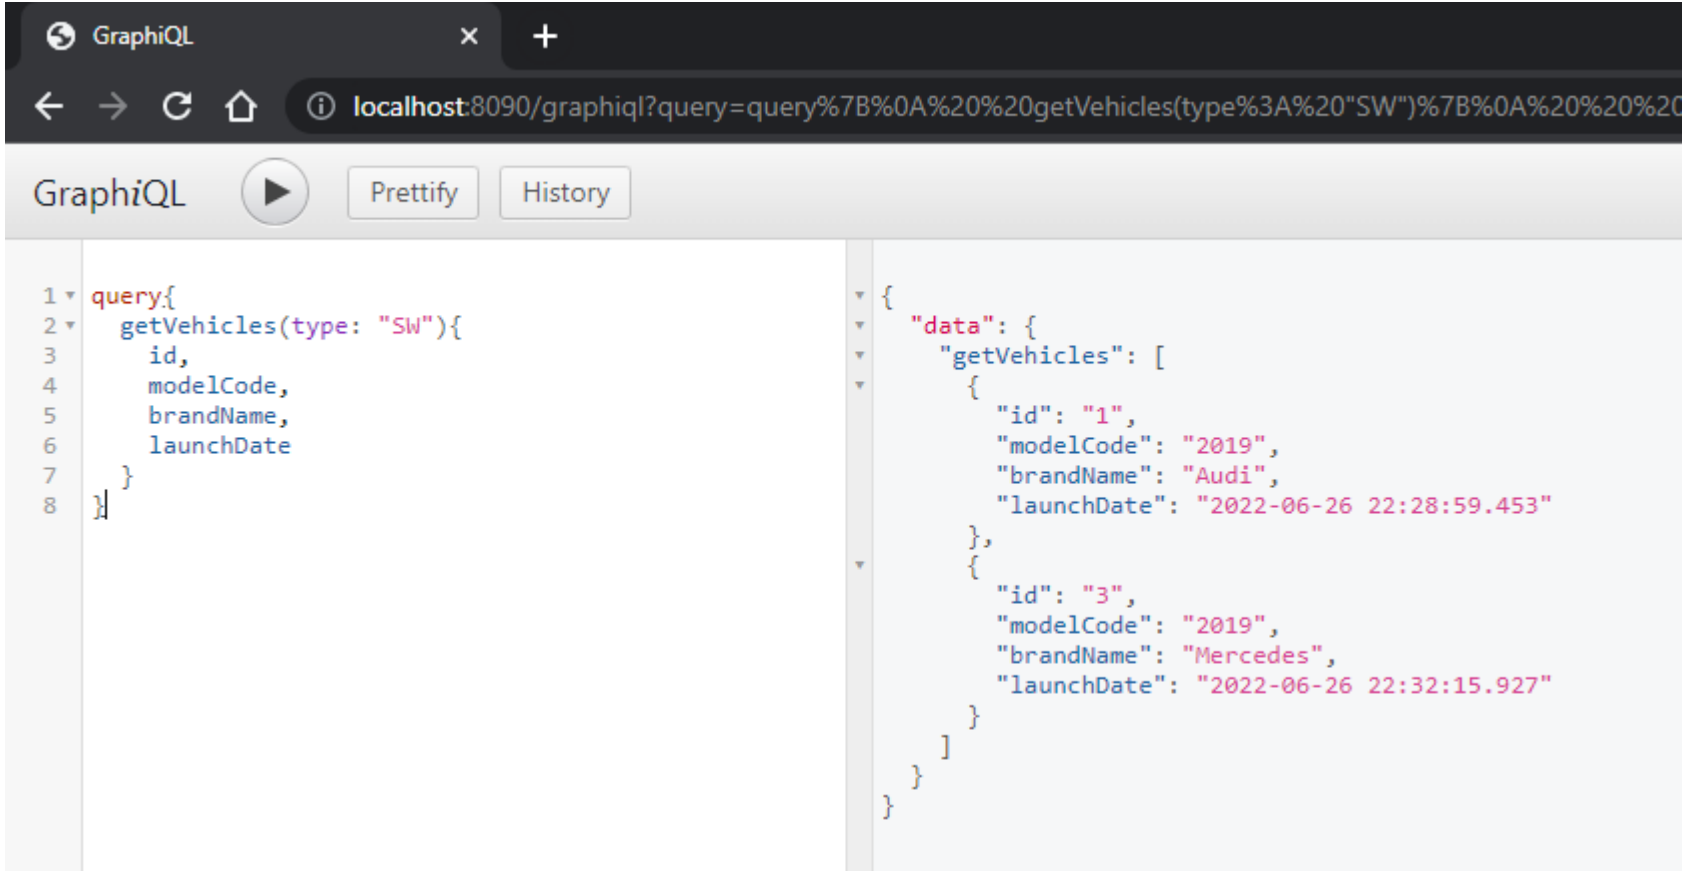 GraphiQL
localhost:8090/graphiql?query=query%7B%0A%20%20getVehicles(type%3A%20"SW")%7B%0A%20%20%20
GraphiQL Prettify History
1 query{
2 getVehicles(type: "SW"){
3 id,
4 modelCode,
5 brandName,
6 launchDate
7 }
8 }
{
"data": {
"getVehicles": [
{
"id": "1",
"modelCode": "2019",
"brandName": "Audi",
"launchDate": "2022-06-26 22:28:59.453"
},
{
"id": "3",
"modelCode": "2019",
"brandName": "Mercedes",
"launchDate": "2022-06-26 22:32:15.927"
}
]
}
}